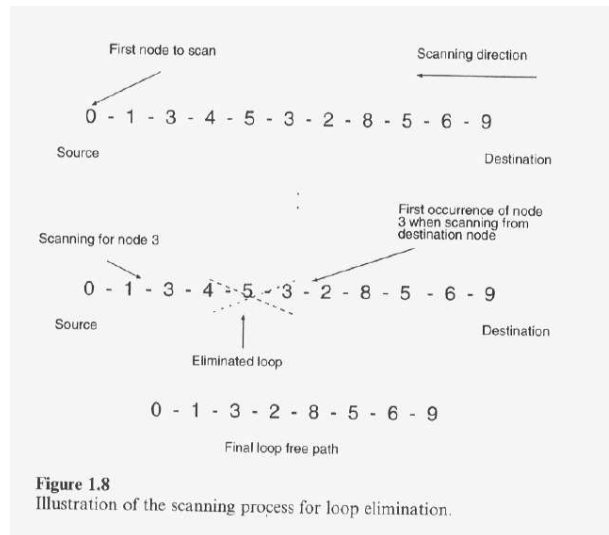 First node to scan
Scanning direction
0 - 1 - 3 - 4 - 5 - 3 - 2 - 8 - 5 - 6 - 9
Source
Destination
First occurrence of node
3 when scanning from
destination node
Scanning for node 3
0 - 1 - 3 - 4 - 5 - 3 - 2 - 8 - 5 - 6 - 9
Source
Destination
Eliminated loop
0 - 1 - 3 - 2 - 8 - 5 - 6 - 9
Final loop free path
Figure 1.8
Illustration of the scanning process for loop elimination.